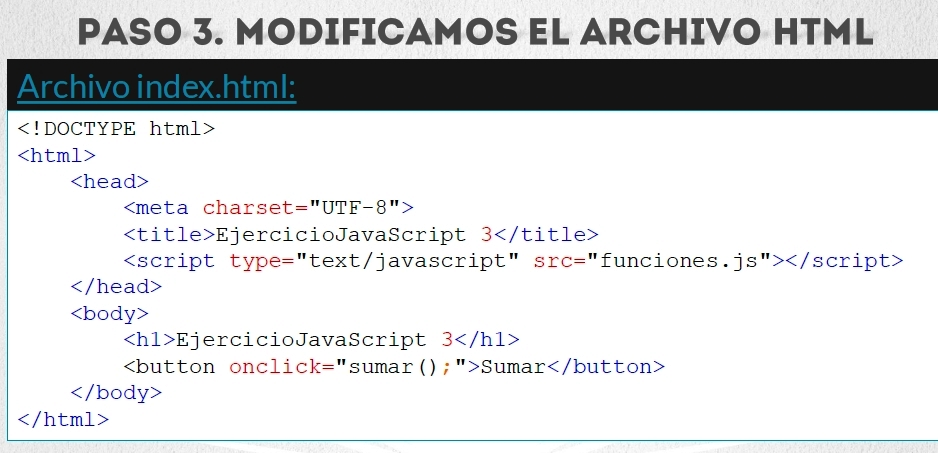 PASO 3. MODIFICAMOS EL ARCHIVO HTML
Archivo index.html:
<!DOCTYPE html>
<html>
    <head>
        <meta charset="UTF-8">
        <title>EjercicioJavaScript 3</title>
        <script type="text/javascript" src="funciones.js"></script>
    </head>
    <body>
        <h1>EjercicioJavaScript 3</h1>
        <button onclick="sumar();">Sumar</button>
    </body>
</html>